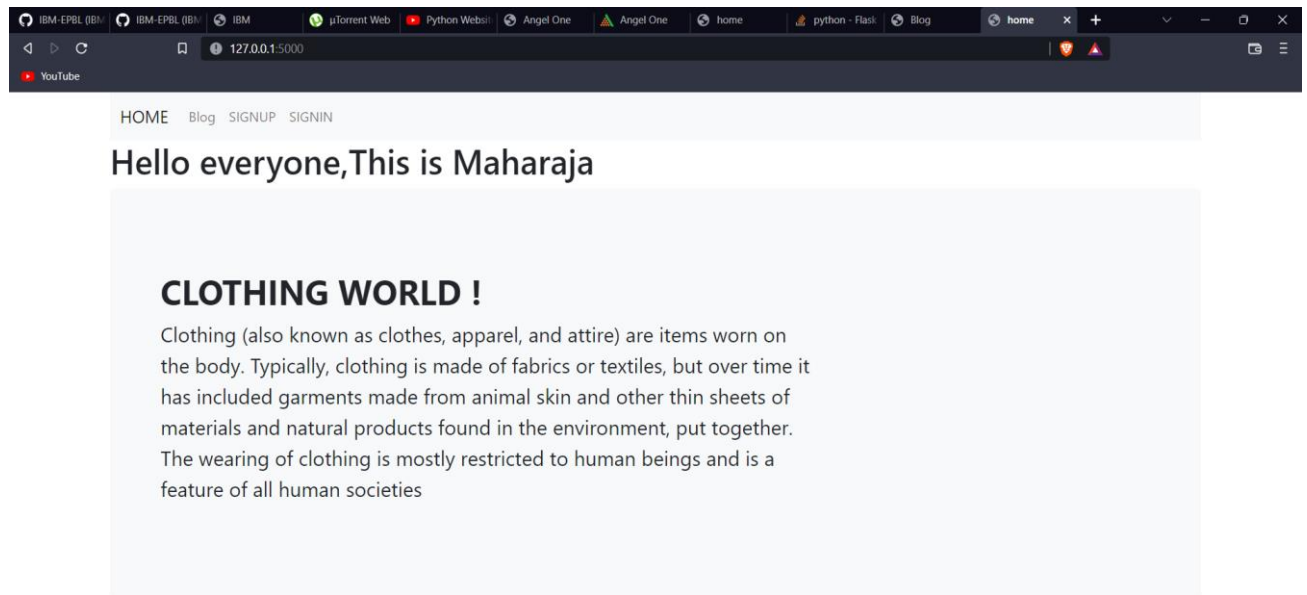 IBM-EPBL (IBM IBM-EPBL (IBM IBM µTorrent Web Python Websit Angel One Angel One home python - Flask Blog home
127.0.0.1:5000
YouTube
HOME Blog SIGNUP SIGNIN
Hello everyone,This is Maharaja
CLOTHING WORLD !
Clothing (also known as clothes, apparel, and attire) are items worn on
the body. Typically, clothing is made of fabrics or textiles, but over time it
has included garments made from animal skin and other thin sheets of
materials and natural products found in the environment, put together.
The wearing of clothing is mostly restricted to human beings and is a
feature of all human societies